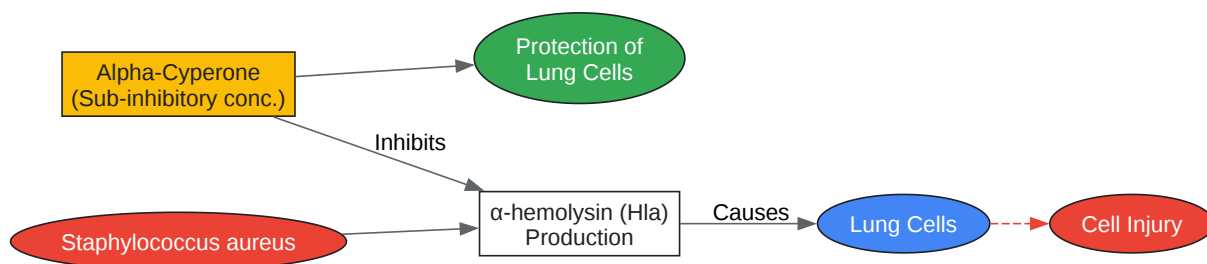 Protection of
Lung Cells
Alpha-Cyperone
(Sub-inhibitory conc.)
Inhibits
α-hemolysin (Hla)
Production
Causes
Lung Cells
Cell Injury
Staphylococcus aureus